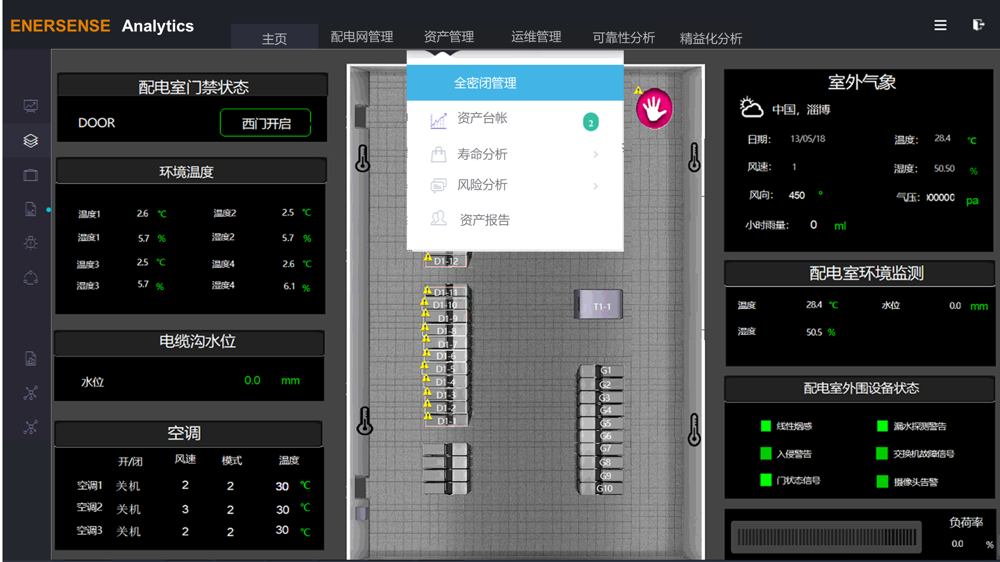 ENERSENSE Analytics
主页 配电网管理 资产管理 运维管理 可靠性分析 精益化分析
配电室门禁状态
DOOR 西门开启
环境温度
温度1 2.6 ℃ 温度2 2.5 ℃
湿度1 5.7 % 湿度2 5.7 %
温度3 2.5 ℃ 温度4 2.6 ℃
湿度3 5.7 % 湿度4 6.1 %
电缆沟水位
水位 0.0 mm
空调
开/闭 风速 模式 温度
空调1 关机 2 2 30 ℃
空调2 关机 3 2 30 ℃
空调3 关机 2 2 30 ℃
全密闭管理
资产台帐 2
寿命分析
风险分析
资产报告
D1-12
D1-11
D1-10
D1-9
D1-8
D1-7
D1-6
D1-5
D1-4
D1-3
D1-2
D1-1
T1-1
G1
G2
G3
G4
G5
G6
G7
G8
G9
G10
室外气象
中国，淄博
日期： 13/05/18 温度： 28.4 ℃
风速： 1 湿度： 50.50 %
风向： 450 ° 气压： 00000 pa
小时雨量： 0 ml
配电室环境监测
温度 28.4 ℃ 水位 0.0 mm
湿度 50.5 %
配电室外围设备状态
线性烟感 漏水探测警告
入侵警告 交换机故障信号
门状态信号 摄像头告警
负荷率
0.0 %